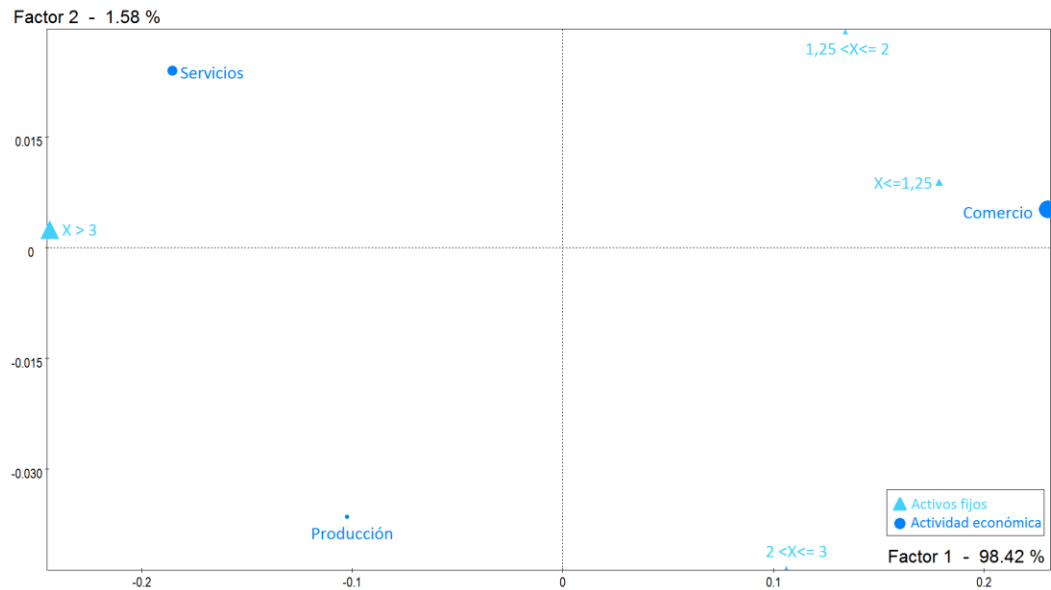 Factor 2 - 1.58 %
1,25 <X<= 2
Servicios
0.015
X<=1,25
Comercio
X > 3
0
-0.015
-0.030
Producción
Activos fijos
Actividad económica
2 <X<= 3
Factor 1 - 98.42 %
-0.2
-0.1
0
0.1
0.2